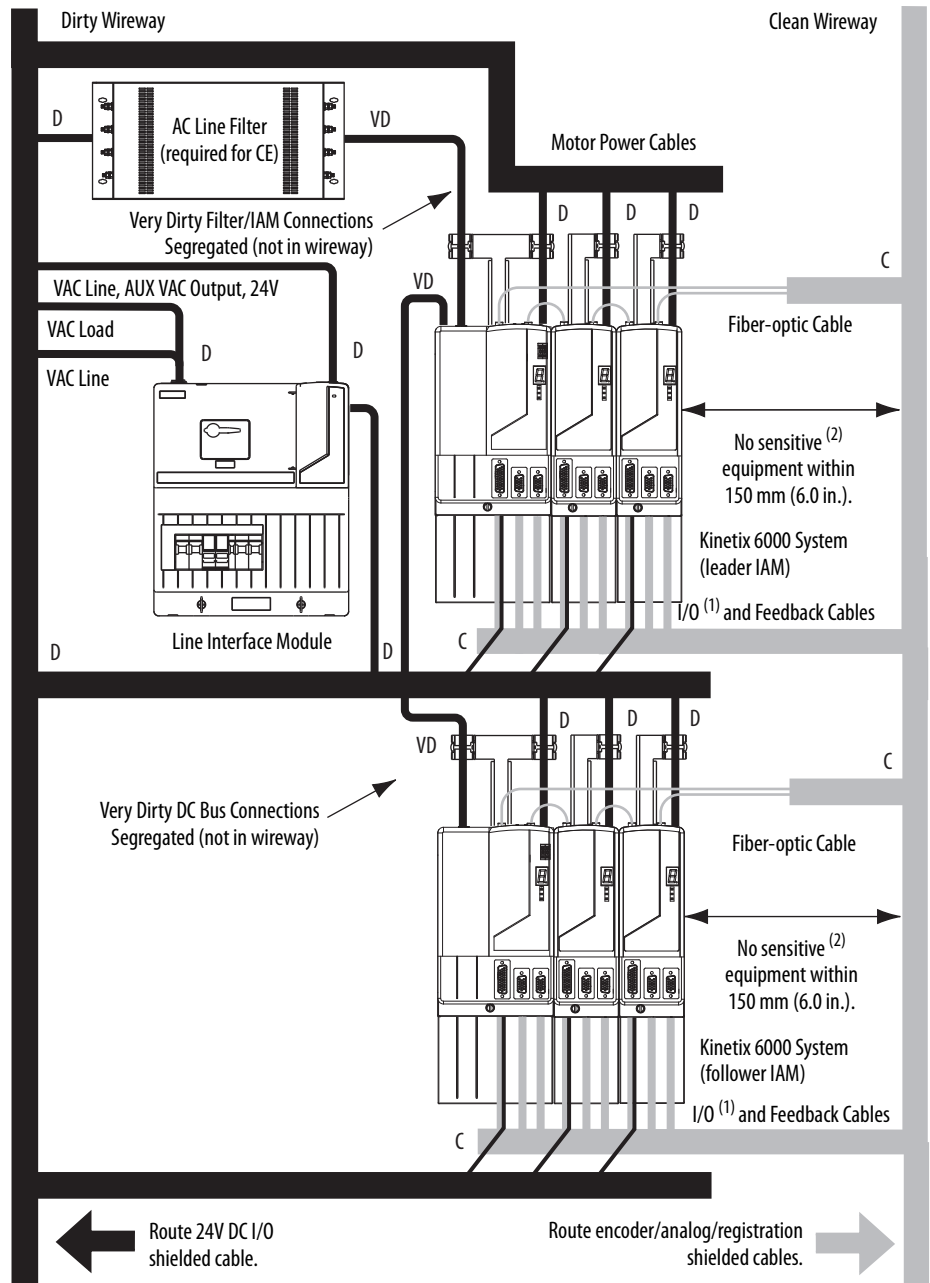 Dirty Wireway
Clean Wireway
D
AC Line Filter
(required for CE)
VD
Motor Power Cables
Very Dirty Filter/IAM Connections
Segregated (not in wireway)
D
D
D
C
VAC Line, AUX VAC Output, 24V
VD
VAC Load
D
D
VAC Line
Fiber-optic Cable
No sensitive (2)
equipment within
150 mm (6.0 in.).
Kinetix 6000 System
(leader IAM)
I/O (1) and Feedback Cables
Line Interface Module
C
D
D
D
D
D
VD
C
Very Dirty DC Bus Connections
Segregated (not in wireway)
Fiber-optic Cable
No sensitive (2)
equipment within
150 mm (6.0 in.).
Kinetix 6000 System
(follower IAM)
I/O (1) and Feedback Cables
C
Route 24V DC I/O
shielded cable.
Route encoder/analog/registration
shielded cables.